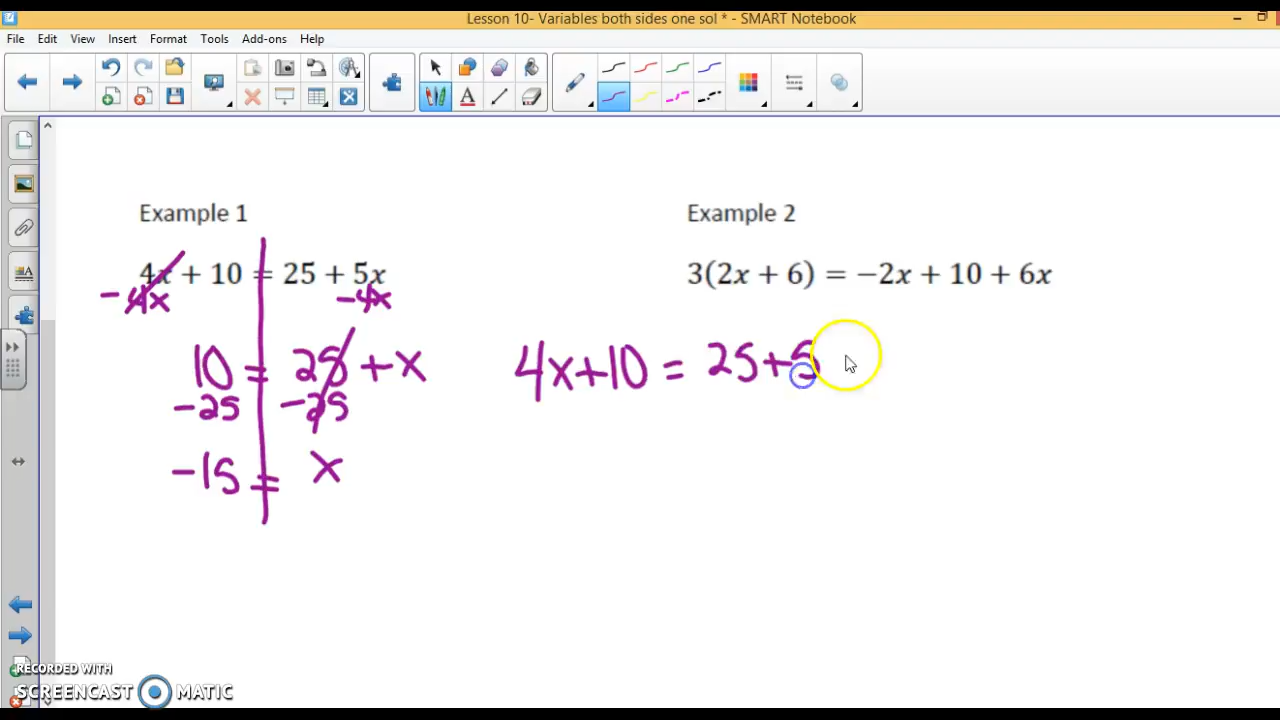 Lesson 10- Variables both sides one sol * - SMART Notebook
File Edit View Insert Format Tools Add-ons Help
Example 1
4x + 10 = 25 + 5x
-4x -4x
10 = 25 + x
-25 -25
-15 = x
Example 2
3(2x + 6) = −2x + 10 + 6x
4x+10 = 25+5
RECORDED WITH
SCREENCAST MATIC